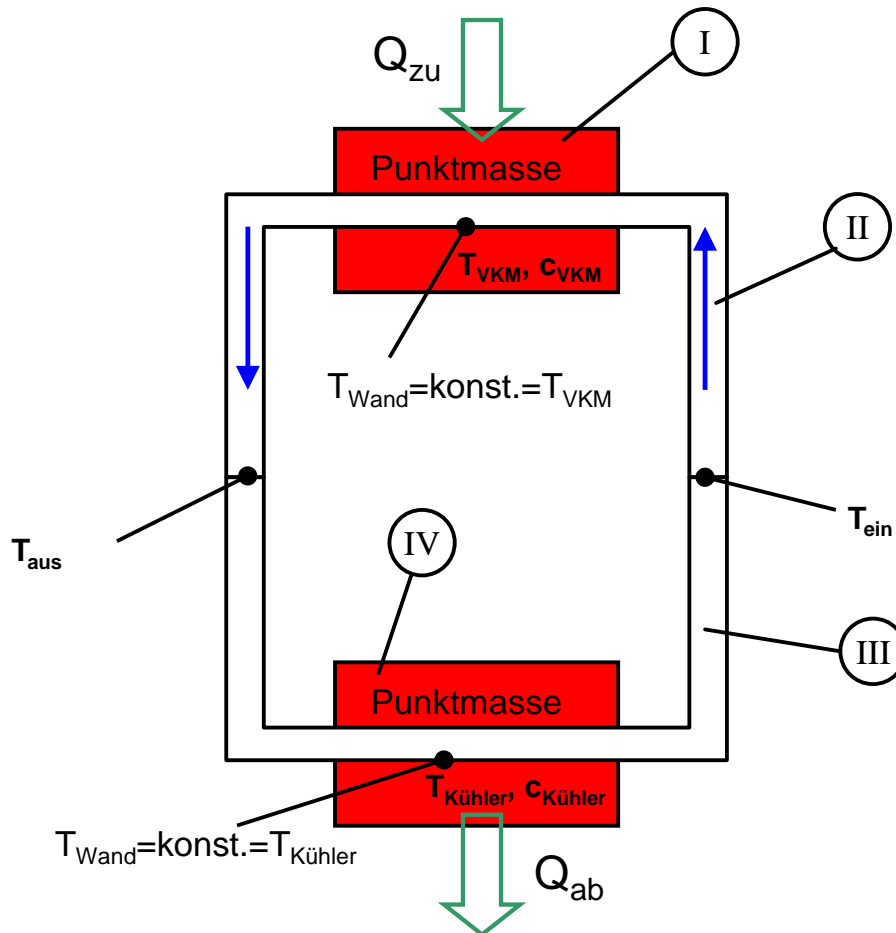 Q_zu
I
Punktmasse
II
T_VKM, c_VKM
T_Wand=konst.=T_VKM
T_aus
T_ein
IV
III
Punktmasse
T_Kühler, c_Kühler
T_Wand=konst.=T_Kühler
Q_ab